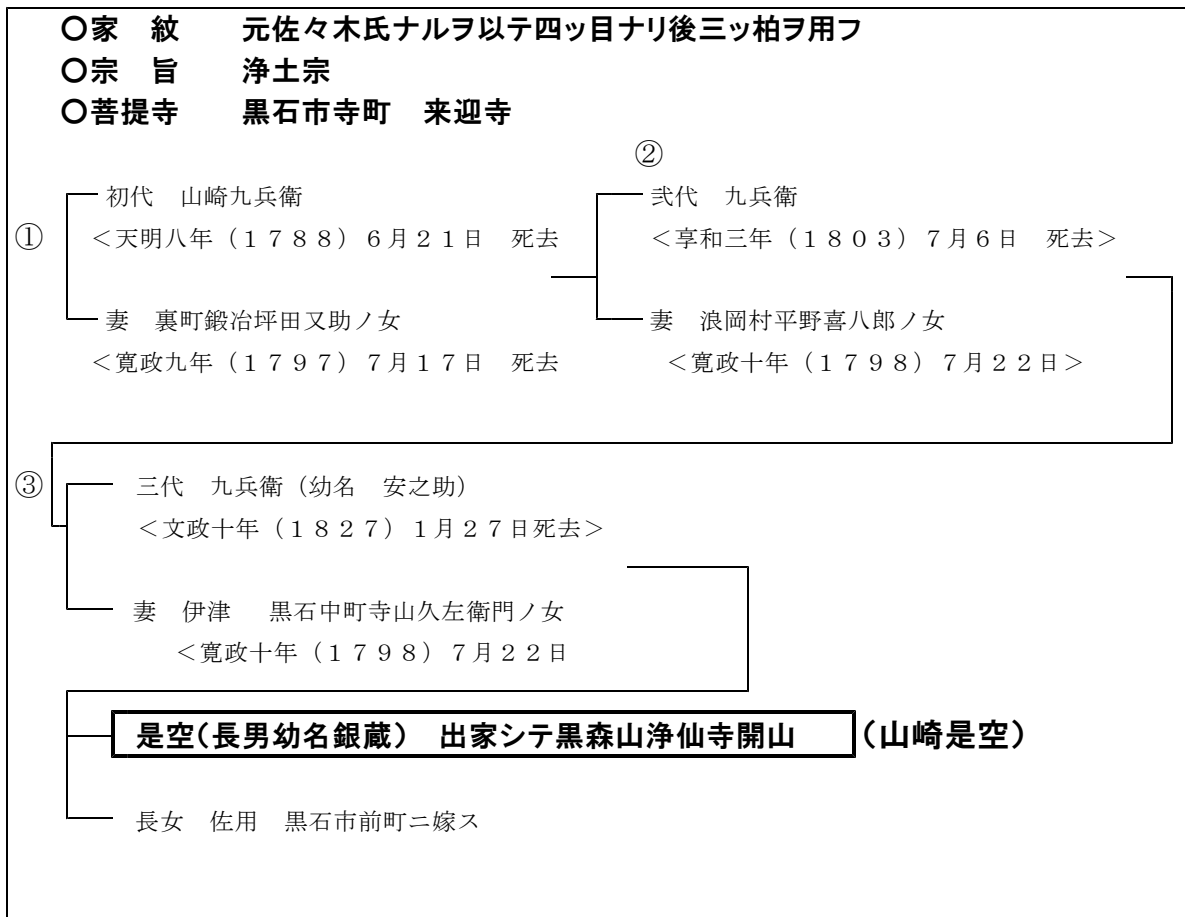 〇家　紋　　元佐々木氏ナルヲ以テ四ッ目ナリ後三ッ柏ヲ用フ
〇宗　旨　　浄土宗
〇菩提寺　　黒石市寺町　来迎寺
①
初代　山崎九兵衛
＜天明八年（１７８８）６月２１日　死去
妻　裏町鍛冶坪田又助ノ女
＜寛政九年（１７９７）７月１７日　死去
②
弐代　九兵衛
＜享和三年（１８０３）７月６日　死去＞
妻　浪岡村平野喜八郎ノ女
＜寛政十年（１７９８）７月２２日＞
③
三代　九兵衛（幼名　安之助）
＜文政十年（１８２７）１月２７日死去＞
妻　伊津　　黒石中町寺山久左衛門ノ女
＜寛政十年（１７９８）７月２２日
是空（長男幼名銀蔵）　出家シテ黒森山浄仙寺開山　（山崎是空）
長女　佐用　黒石市前町ニ嫁ス